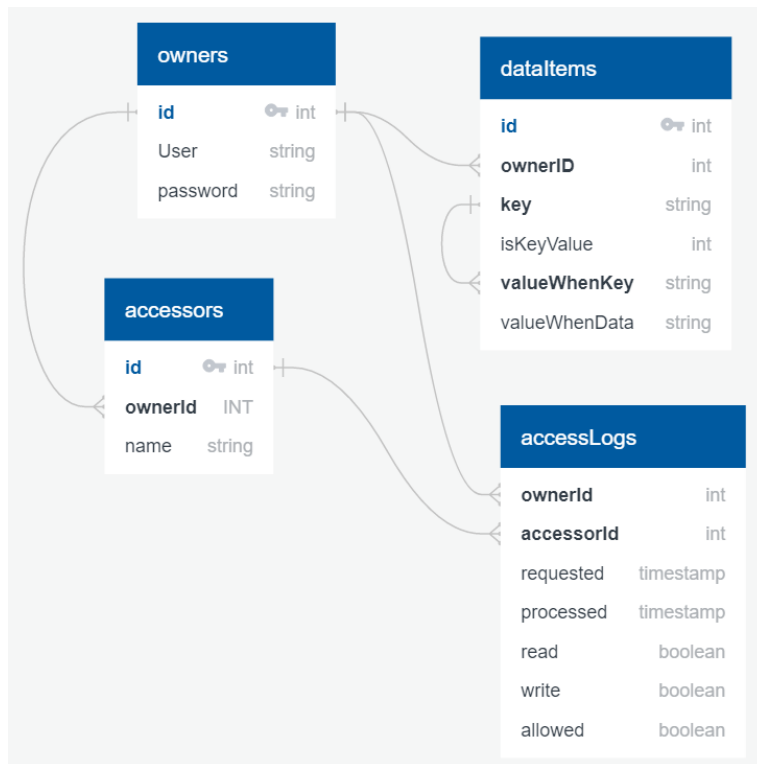 owners
id int
User string
password string
dataItems
id int
ownerID int
key string
isKeyValue int
valueWhenKey string
valueWhenData string
accessors
id int
ownerId INT
name string
accessLogs
ownerId int
accessorId int
requested timestamp
processed timestamp
read boolean
write boolean
allowed boolean